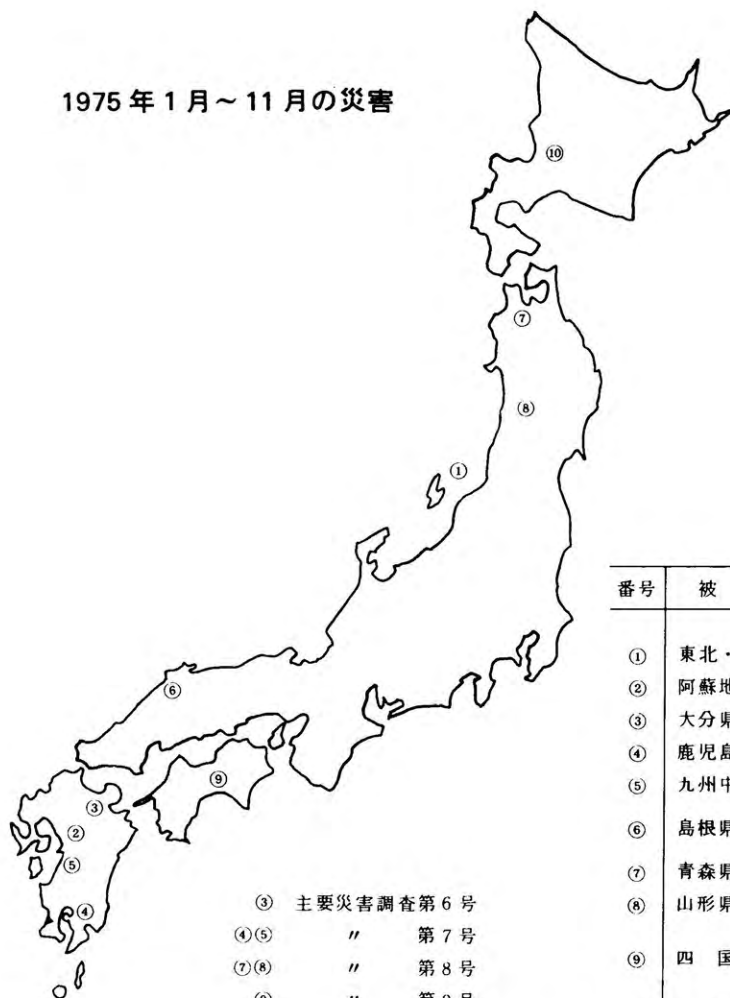 1975年1月～11月の災害
⑩
⑦
⑧
①
⑥
⑨
③
②
⑤
④
番号 被
① 東北・
② 阿蘇地
③ 大分県
④ 鹿児島
⑤ 九州中
⑥ 島根県
⑦ 青森県
⑧ 山形県
⑨ 四国
③ 主要災害調査第6号
④⑤ 〃 第7号
⑦⑧ 〃 第8号